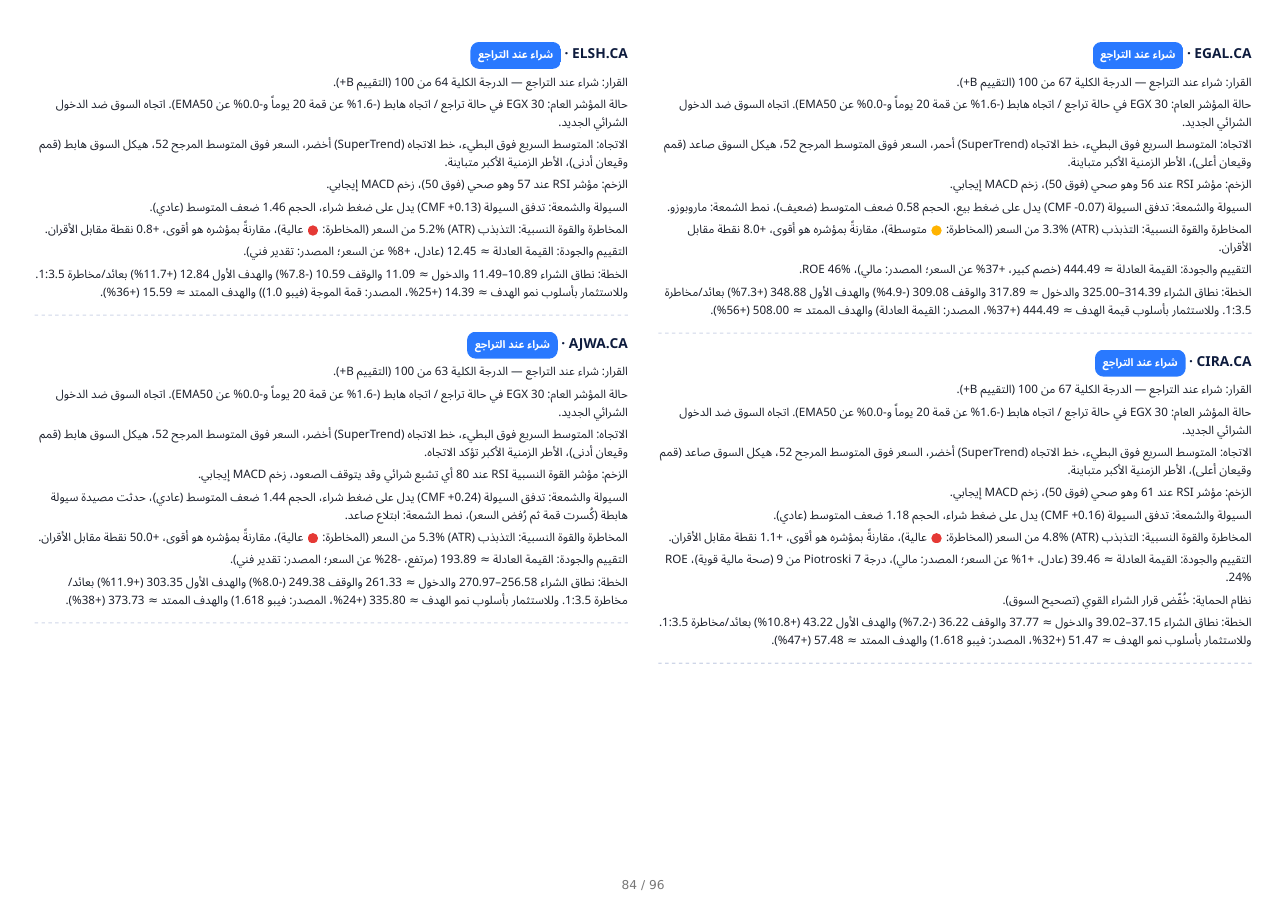 EGAL.CA · شراء عند التراجع
القرار: شراء عند التراجع — الدرجة الكلية 67 من 100 (التقييم B+).
حالة المؤشر العام: EGX 30 في حالة تراجع / اتجاه هابط (-1.6% عن قمة 20 يوماً و-0.0% عن EMA50). اتجاه السوق ضد الدخول
الشرائي الجديد.
الاتجاه: المتوسط السريع فوق البطيء، خط الاتجاه (SuperTrend) أحمر، السعر فوق المتوسط المرجح 52، هيكل السوق صاعد (قمم
وقيعان أعلى)، الأطر الزمنية الأكبر متباينة.
الزخم: مؤشر RSI عند 56 وهو صحي (فوق 50)، زخم MACD إيجابي.
السيولة والشمعة: تدفق السيولة (CMF -0.07) يدل على ضغط بيع، الحجم 0.58 ضعف المتوسط (ضعيف)، نمط الشمعة: ماروبوزو.
المخاطرة والقوة النسبية: التذبذب (ATR) 3.3% من السعر (المخاطرة: 🟡 متوسطة)، مقارنةً بمؤشره هو أقوى، +8.0 نقطة مقابل
الأقران.
التقييم والجودة: القيمة العادلة ≈ 444.49 (خصم كبير، +37% عن السعر؛ المصدر: مالي)، ROE 46%.
الخطة: نطاق الشراء 314.39–325.00 والدخول ≈ 317.89 والوقف 309.08 (-4.9%) والهدف الأول 348.88 (+7.3%) بعائد/مخاطرة
1:3.5. وللاستثمار بأسلوب قيمة الهدف ≈ 444.49 (+37%، المصدر: القيمة العادلة) والهدف الممتد ≈ 508.00 (+56%).
CIRA.CA · شراء عند التراجع
القرار: شراء عند التراجع — الدرجة الكلية 67 من 100 (التقييم B+).
حالة المؤشر العام: EGX 30 في حالة تراجع / اتجاه هابط (-1.6% عن قمة 20 يوماً و-0.0% عن EMA50). اتجاه السوق ضد الدخول
الشرائي الجديد.
الاتجاه: المتوسط السريع فوق البطيء، خط الاتجاه (SuperTrend) أخضر، السعر فوق المتوسط المرجح 52، هيكل السوق صاعد (قمم
وقيعان أعلى)، الأطر الزمنية الأكبر متباينة.
الزخم: مؤشر RSI عند 61 وهو صحي (فوق 50)، زخم MACD إيجابي.
السيولة والشمعة: تدفق السيولة (CMF +0.16) يدل على ضغط شراء، الحجم 1.18 ضعف المتوسط (عادي).
المخاطرة والقوة النسبية: التذبذب (ATR) 4.8% من السعر (المخاطرة: 🔴 عالية)، مقارنةً بمؤشره هو أقوى، +1.1 نقطة مقابل الأقران.
التقييم والجودة: القيمة العادلة ≈ 39.46 (عادل، +1% عن السعر؛ المصدر: مالي)، درجة Piotroski 7 من 9 (صحة مالية قوية)، ROE
24%.
نظام الحماية: خُفّض قرار الشراء القوي (تصحيح السوق).
الخطة: نطاق الشراء 37.15–39.02 والدخول ≈ 37.77 والوقف 36.22 (-7.2%) والهدف الأول 43.22 (+10.8%) بعائد/مخاطرة 1:3.5.
وللاستثمار بأسلوب نمو الهدف ≈ 51.47 (+32%، المصدر: فيبو 1.618) والهدف الممتد ≈ 57.48 (+47%).
ELSH.CA · شراء عند التراجع
القرار: شراء عند التراجع — الدرجة الكلية 64 من 100 (التقييم B+).
حالة المؤشر العام: EGX 30 في حالة تراجع / اتجاه هابط (-1.6% عن قمة 20 يوماً و-0.0% عن EMA50). اتجاه السوق ضد الدخول
الشرائي الجديد.
الاتجاه: المتوسط السريع فوق البطيء، خط الاتجاه (SuperTrend) أخضر، السعر فوق المتوسط المرجح 52، هيكل السوق هابط (قمم
وقيعان أدنى)، الأطر الزمنية الأكبر متباينة.
الزخم: مؤشر RSI عند 57 وهو صحي (فوق 50)، زخم MACD إيجابي.
السيولة والشمعة: تدفق السيولة (CMF +0.13) يدل على ضغط شراء، الحجم 1.46 ضعف المتوسط (عادي).
المخاطرة والقوة النسبية: التذبذب (ATR) 5.2% من السعر (المخاطرة: 🔴 عالية)، مقارنةً بمؤشره هو أقوى، +0.8 نقطة مقابل الأقران.
التقييم والجودة: القيمة العادلة ≈ 12.45 (عادل، +8% عن السعر؛ المصدر: تقدير فني).
الخطة: نطاق الشراء 10.89–11.49 والدخول ≈ 11.09 والوقف 10.59 (-7.8%) والهدف الأول 12.84 (+11.7%) بعائد/مخاطرة 1:3.5.
وللاستثمار بأسلوب نمو الهدف ≈ 14.39 (+25%، المصدر: قمة الموجة (فيبو 1.0)) والهدف الممتد ≈ 15.59 (+36%).
AJWA.CA · شراء عند التراجع
القرار: شراء عند التراجع — الدرجة الكلية 63 من 100 (التقييم B+).
حالة المؤشر العام: EGX 30 في حالة تراجع / اتجاه هابط (-1.6% عن قمة 20 يوماً و-0.0% عن EMA50). اتجاه السوق ضد الدخول
الشرائي الجديد.
الاتجاه: المتوسط السريع فوق البطيء، خط الاتجاه (SuperTrend) أخضر، السعر فوق المتوسط المرجح 52، هيكل السوق هابط (قمم
وقيعان أدنى)، الأطر الزمنية الأكبر تؤكد الاتجاه.
الزخم: مؤشر القوة النسبية RSI عند 80 أي تشبع شرائي وقد يتوقف الصعود، زخم MACD إيجابي.
السيولة والشمعة: تدفق السيولة (CMF +0.24) يدل على ضغط شراء، الحجم 1.44 ضعف المتوسط (عادي)، حدثت مصيدة سيولة
هابطة (كُسرت قمة ثم رُفض السعر)، نمط الشمعة: ابتلاع صاعد.
المخاطرة والقوة النسبية: التذبذب (ATR) 5.3% من السعر (المخاطرة: 🔴 عالية)، مقارنةً بمؤشره هو أقوى، +50.0 نقطة مقابل الأقران.
التقييم والجودة: القيمة العادلة ≈ 193.89 (مرتفع، -28% عن السعر؛ المصدر: تقدير فني).
الخطة: نطاق الشراء 256.58–270.97 والدخول ≈ 261.33 والوقف 249.38 (-8.0%) والهدف الأول 303.35 (+11.9%) بعائد/
مخاطرة 1:3.5. وللاستثمار بأسلوب نمو الهدف ≈ 335.80 (+24%، المصدر: فيبو 1.618) والهدف الممتد ≈ 373.73 (+38%).
84 / 96